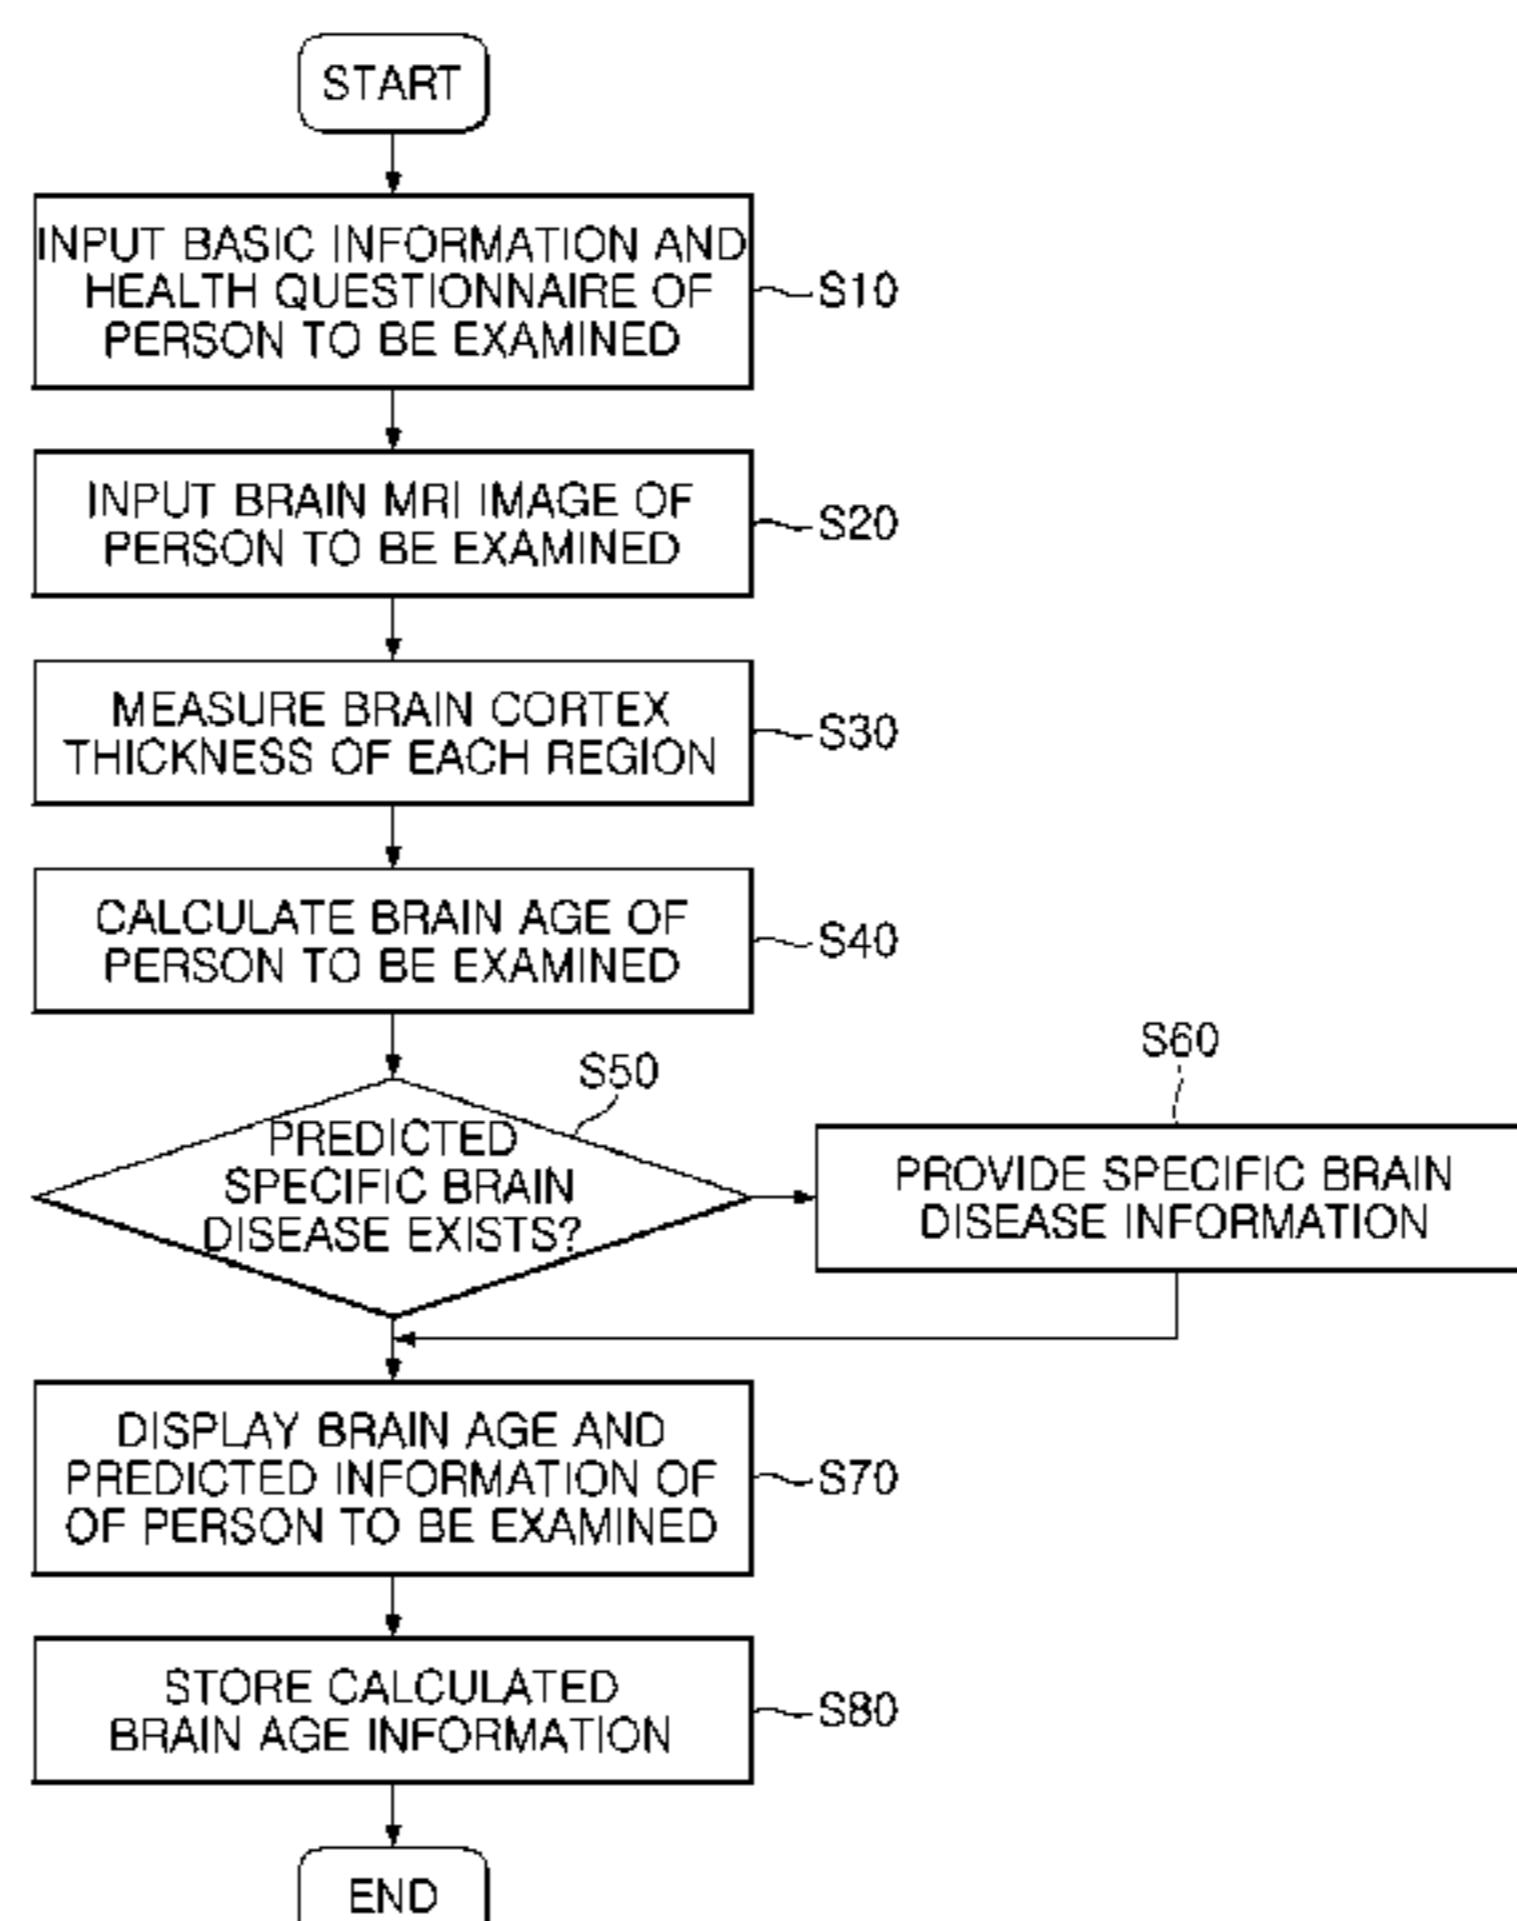 START
INPUT BASIC INFORMATION AND
HEALTH QUESTIONNAIRE OF
PERSON TO BE EXAMINED
S10
INPUT BRAIN MRI IMAGE OF
PERSON TO BE EXAMINED
S20
MEASURE BRAIN CORTEX
THICKNESS OF EACH REGION
S30
CALCULATE BRAIN AGE OF
PERSON TO BE EXAMINED
S40
S50
PREDICTED
SPECIFIC BRAIN
DISEASE EXISTS?
S60
PROVIDE SPECIFIC BRAIN
DISEASE INFORMATION
DISPLAY BRAIN AGE AND
PREDICTED INFORMATION OF
OF PERSON TO BE EXAMINED
S70
STORE CALCULATED
BRAIN AGE INFORMATION
S80
END